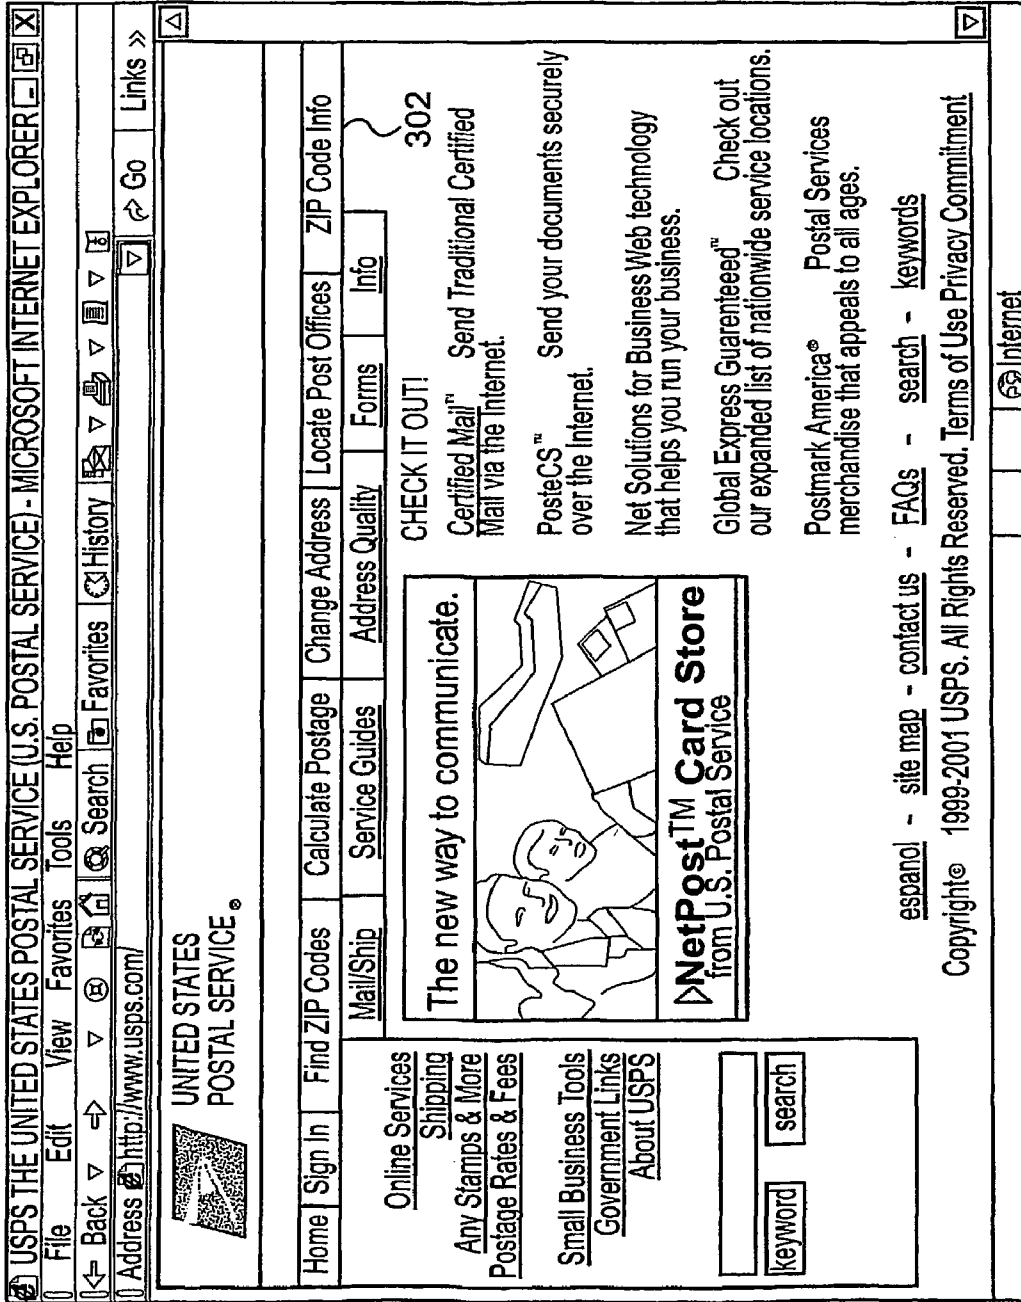 USPS THE UNITED STATES POSTAL SERVICE (U.S. POSTAL SERVICE) - MICROSOFT INTERNET EXPLORER
File Edit View Favorites Tools Help
Back Search Favorites History
Address http://www.usps.com/ Go Links »
UNITED STATES
POSTAL SERVICE®
Home Sign In Find ZIP Codes Calculate Postage Change Address Locate Post Offices ZIP Code Info
Mail/Ship Service Guides Address Quality Forms Info
302
Online Services
Shipping
Any Stamps & More
Postage Rates & Fees
Small Business Tools
Government Links
About USPS
keyword search
The new way to communicate.
>NetPost™ Card Store
from U.S. Postal Service
CHECK IT OUT!
Certified Mail™ Send Traditional Certified
Mail via the Internet.
PosteCS™ Send your documents securely
over the Internet.
Net Solutions for Business Web technology
that helps you run your business.
Global Express Guarenteeed™ Check out
our expanded list of nationwide service locations.
Postmark America® Postal Services
merchandise that appeals to all ages.
espanol - site map - contact us - FAQs - search - keywords
Copyright© 1999-2001 USPS. All Rights Reserved. Terms of Use Privacy Commitment
Internet